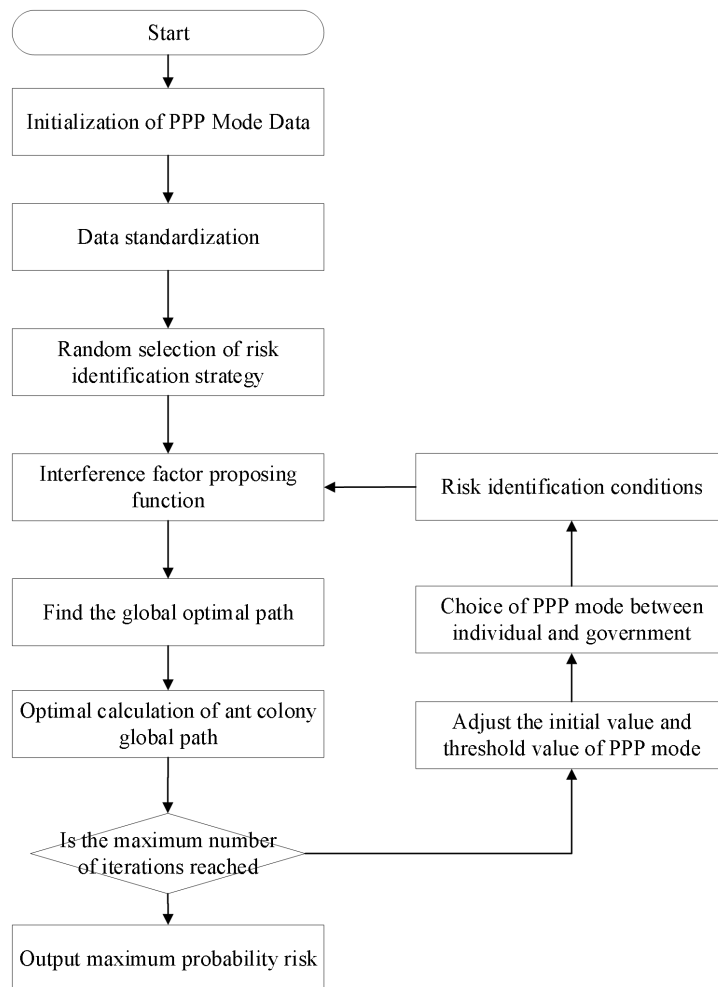 Start
Initialization of PPP Mode Data
Data standardization
Random selection of risk
identification strategy
Interference factor proposing
function
Risk identification conditions
Find the global optimal path
Choice of PPP mode between
individual and government
Optimal calculation of ant colony
global path
Adjust the initial value and
threshold value of PPP mode
Is the maximum number
of iterations reached
Output maximum probability risk